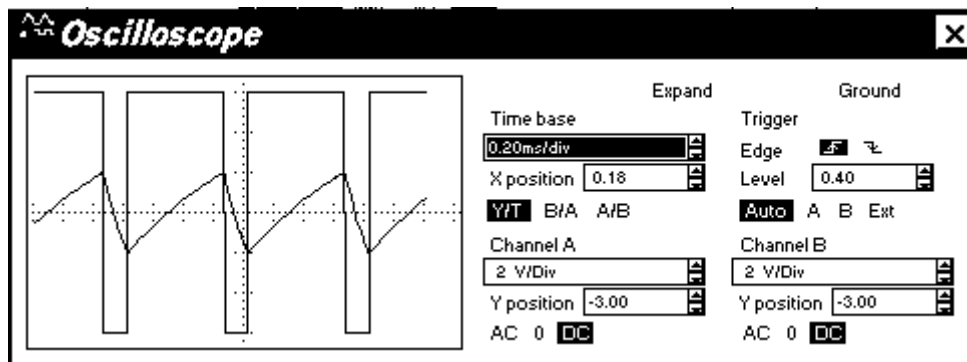 Oscilloscope
Expand Ground
Time base Trigger
0.20ms/div Edge
X position 0.18 Level 0.40
Y/T B/A A/B Auto A B Ext
Channel A Channel B
2 V/Div 2 V/Div
Y position -3.00 Y position -3.00
AC 0 DC AC 0 DC